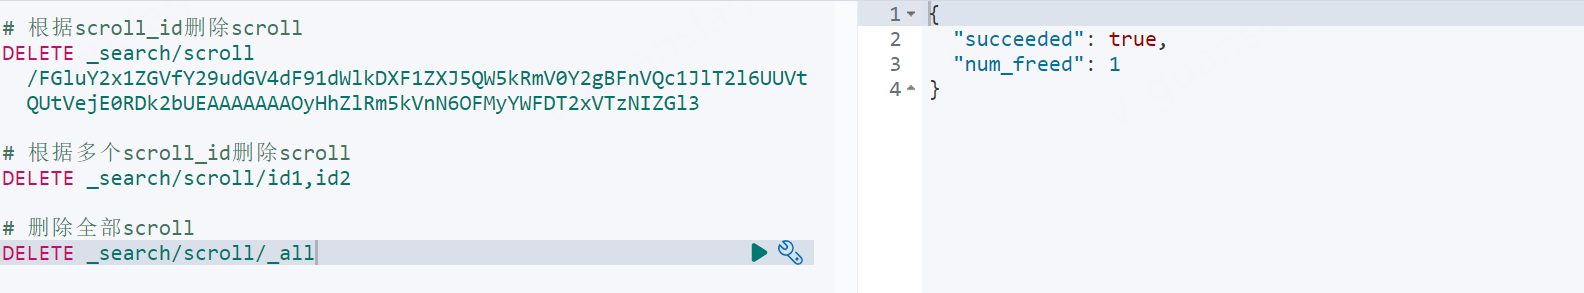 # 根据scroll_id删除scroll
DELETE _search/scroll
/FGluY2x1ZGVfY29udGV4dF91dWlkDXF1ZXJ5QW5kRmV0Y2gBFnVQc1JlT2l6UUVt
QUtVejE0RDk2bUEAAAAAAAOyHhZlRm5kVnN6OFMyYWFDT2xVTzNIZGl3
# 根据多个scroll_id删除scroll
DELETE _search/scroll/id1,id2
# 删除全部scroll
DELETE _search/scroll/_all
1 {
2 "succeeded": true,
3 "num_freed": 1
4 }